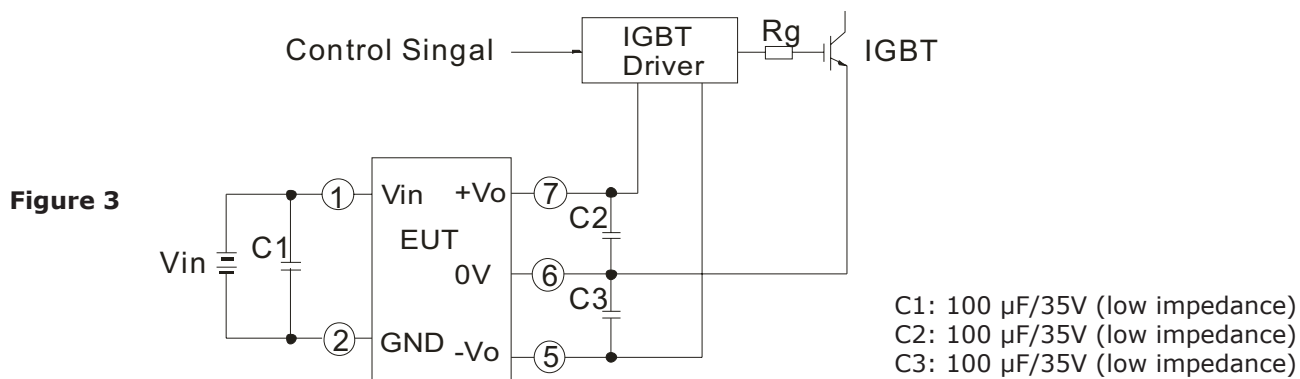 Control Singal
IGBT
Driver
Rg
IGBT
Figure 3
Vin
C1
1
2
Vin
+Vo
EUT
0V
GND
-Vo
7
C2
6
C3
5
C1: 100 µF/35V (low impedance)
C2: 100 µF/35V (low impedance)
C3: 100 µF/35V (low impedance)